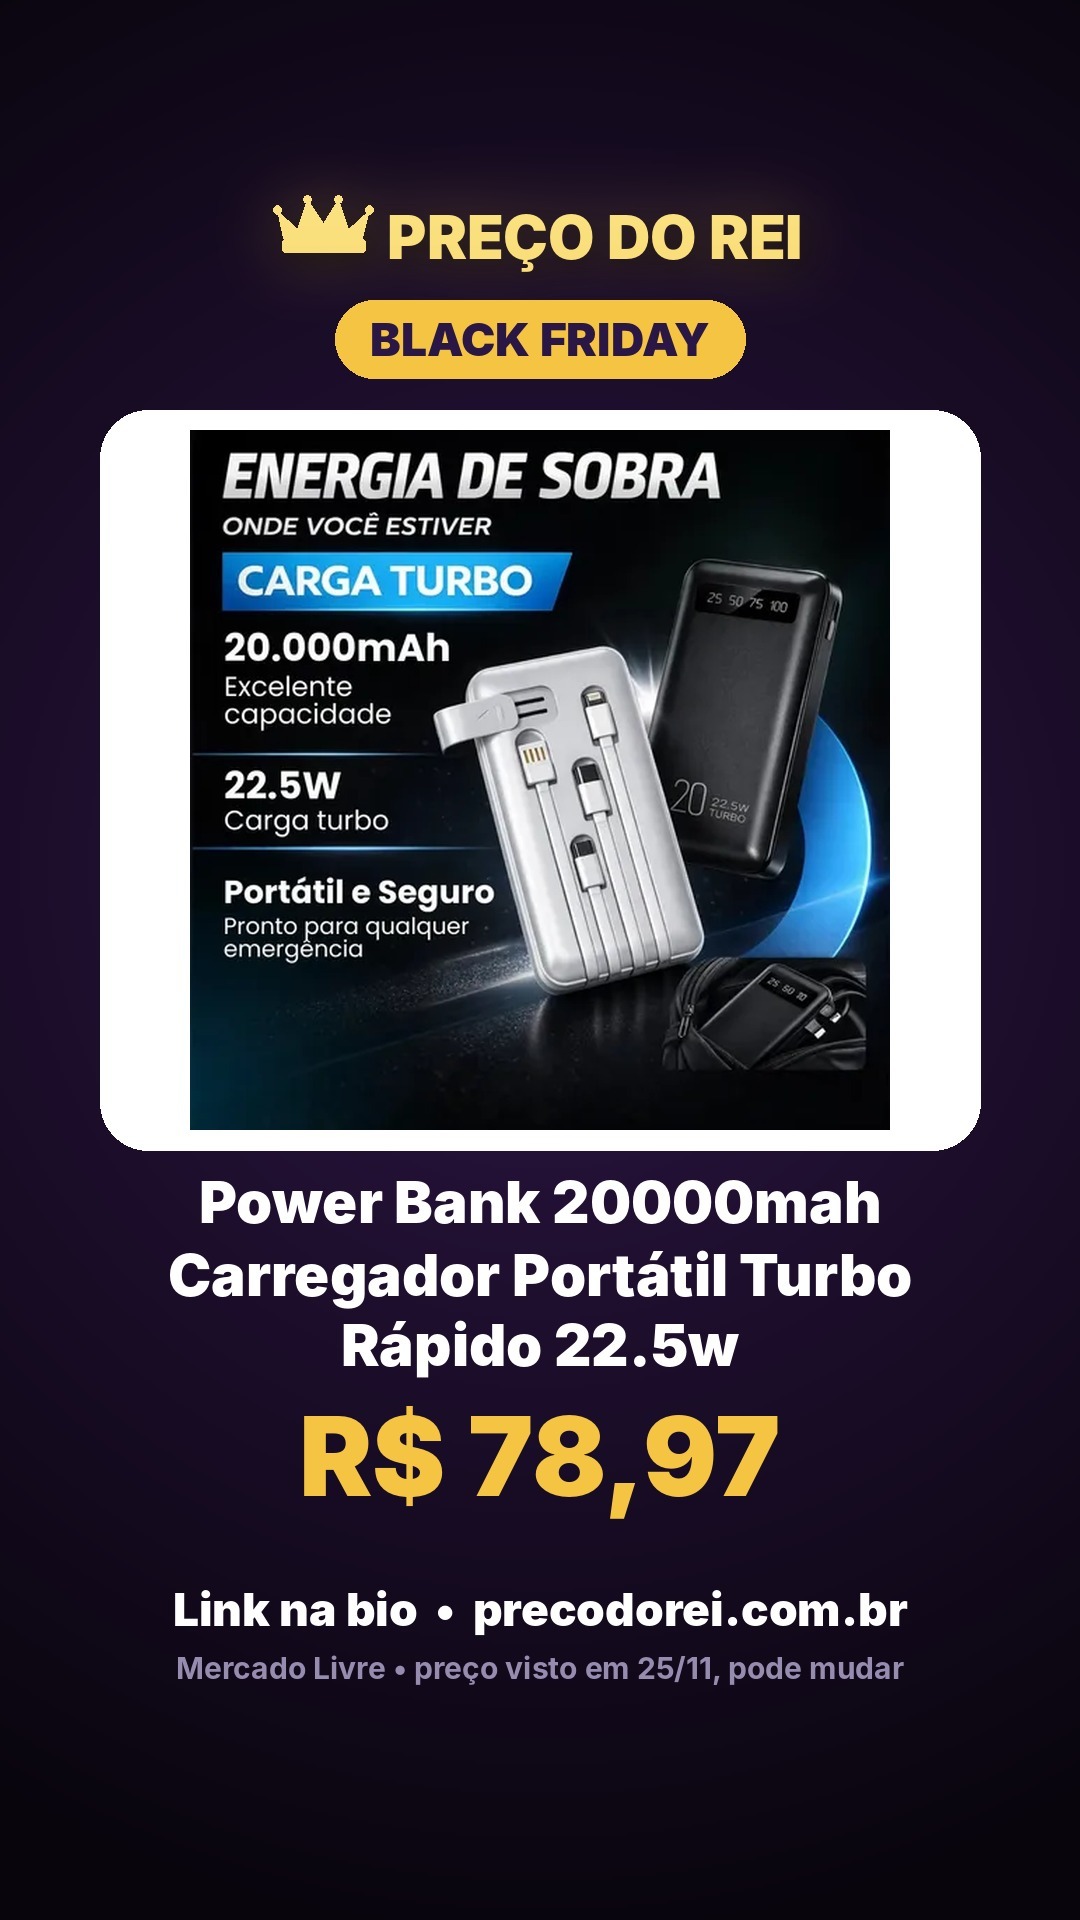 PREÇO DO REI
BLACK FRIDAY
ENERGIA DE SOBRA
ONDE VOCÊ ESTIVER
CARGA TURBO
20.000mAh
Excelente
capacidade
22.5W
Carga turbo
Portátil e Seguro
Pronto para qualquer
emergência
25 50 75 100
20 22.5W
TURBO
25 50
Power Bank 20000mah
Carregador Portátil Turbo
Rápido 22.5w
R$ 78,97
Link na bio • precodorei.com.br
Mercado Livre • preço visto em 25/11, pode mudar